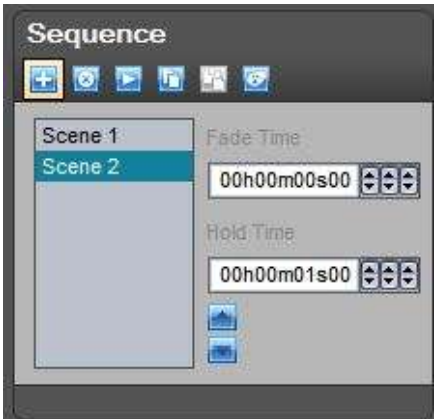 Sequence
Scene 1
Scene 2
Fade Time
00h00m00s00
Hold Time
00h00m01s00